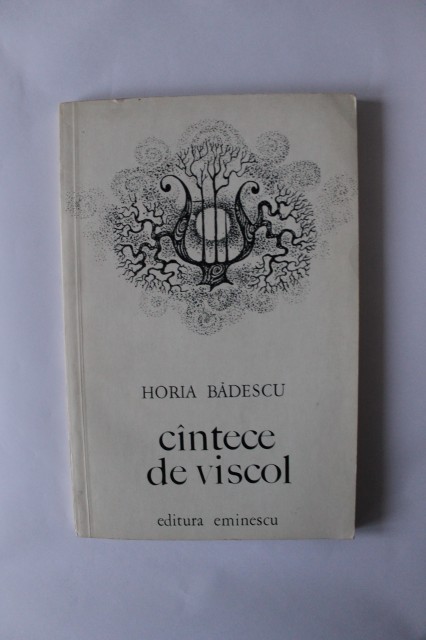 HORIA BĂDESCU
cîntece
de viscol
editura eminescu